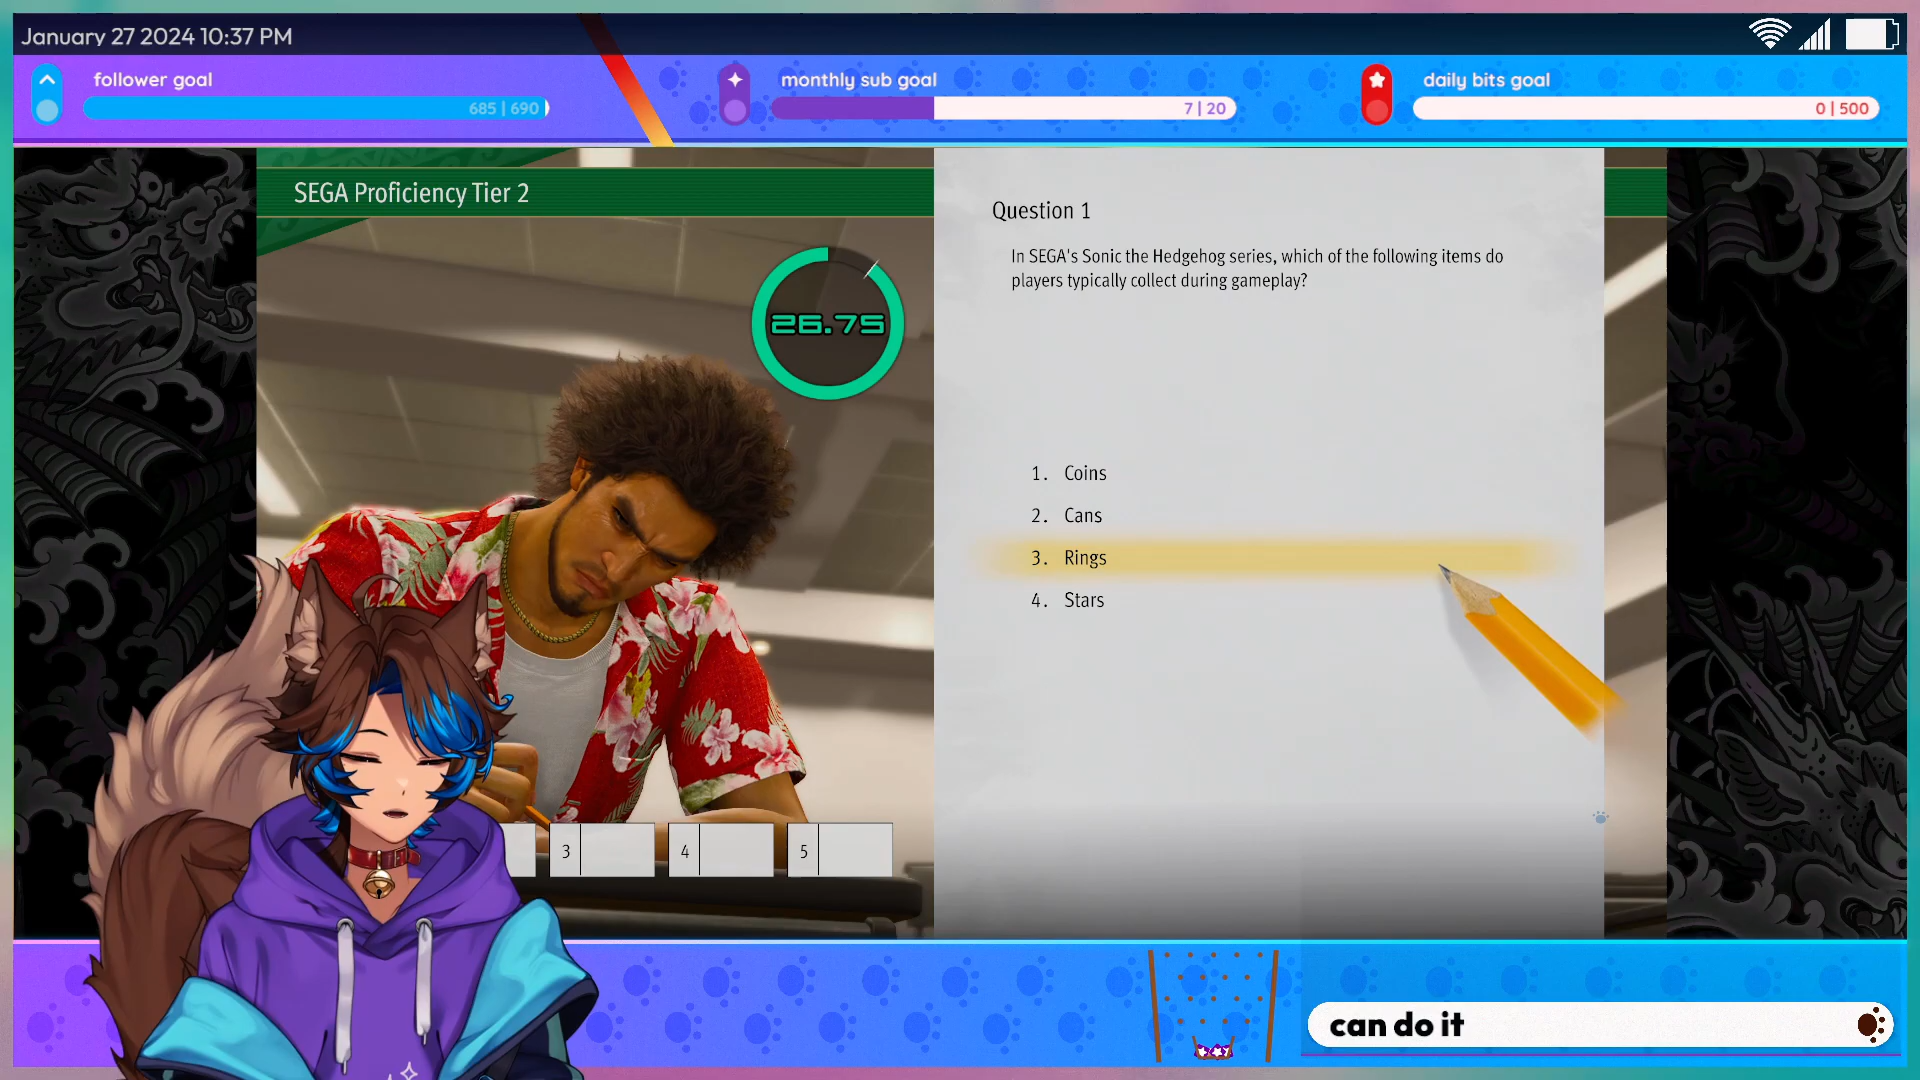 January 27 2024 10:37 PM
follower goal
685 | 690
monthly sub goal
7 | 20
daily bits goal
0 | 500
SEGA Proficiency Tier 2
26.75
Question 1
In SEGA's Sonic the Hedgehog series, which of the following items do
players typically collect during gameplay?
1. Coins
2. Cans
3. Rings
4. Stars
3
4
5
can do it